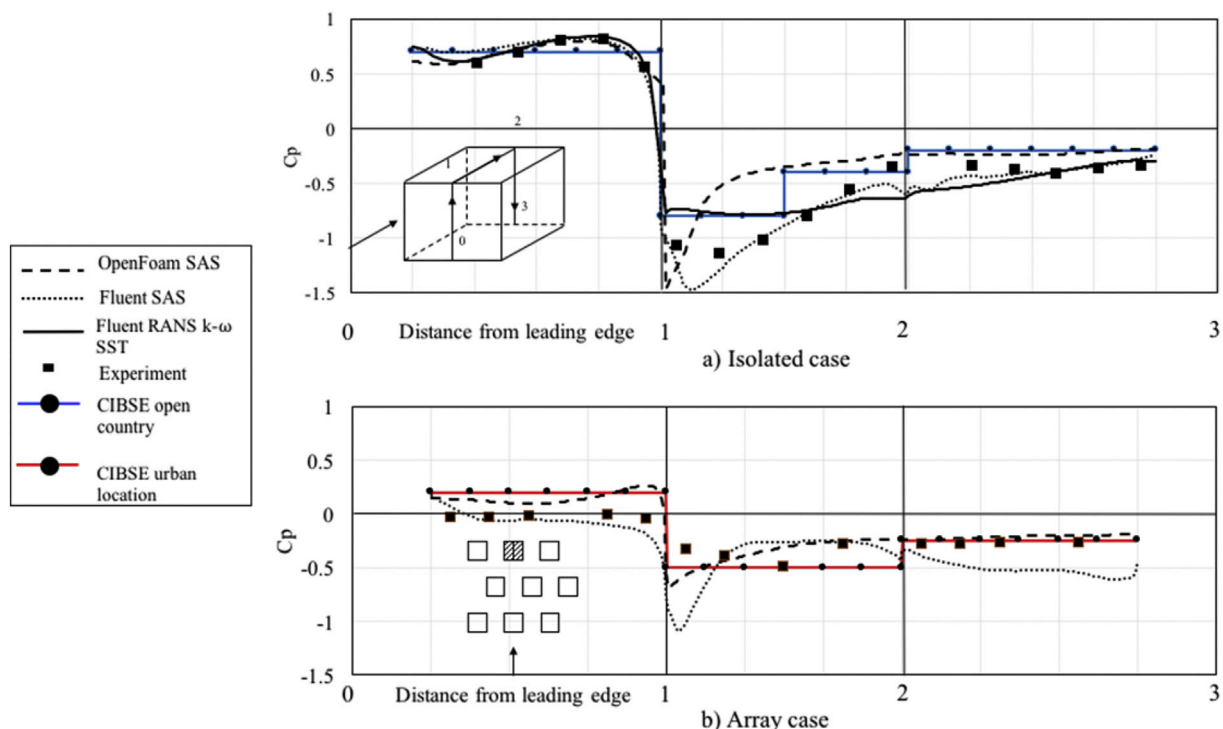 1
0.5
0
-0.5
-1
-1.5
Cp
1
2
3
0
0
Distance from leading edge
1
2
3
a) Isolated case
OpenFoam SAS
Fluent SAS
Fluent RANS k-ω
SST
Experiment
CIBSE open
country
CIBSE urban
location
1
0.5
0
-0.5
-1
-1.5
Cp
0
Distance from leading edge
1
2
3
b) Array case